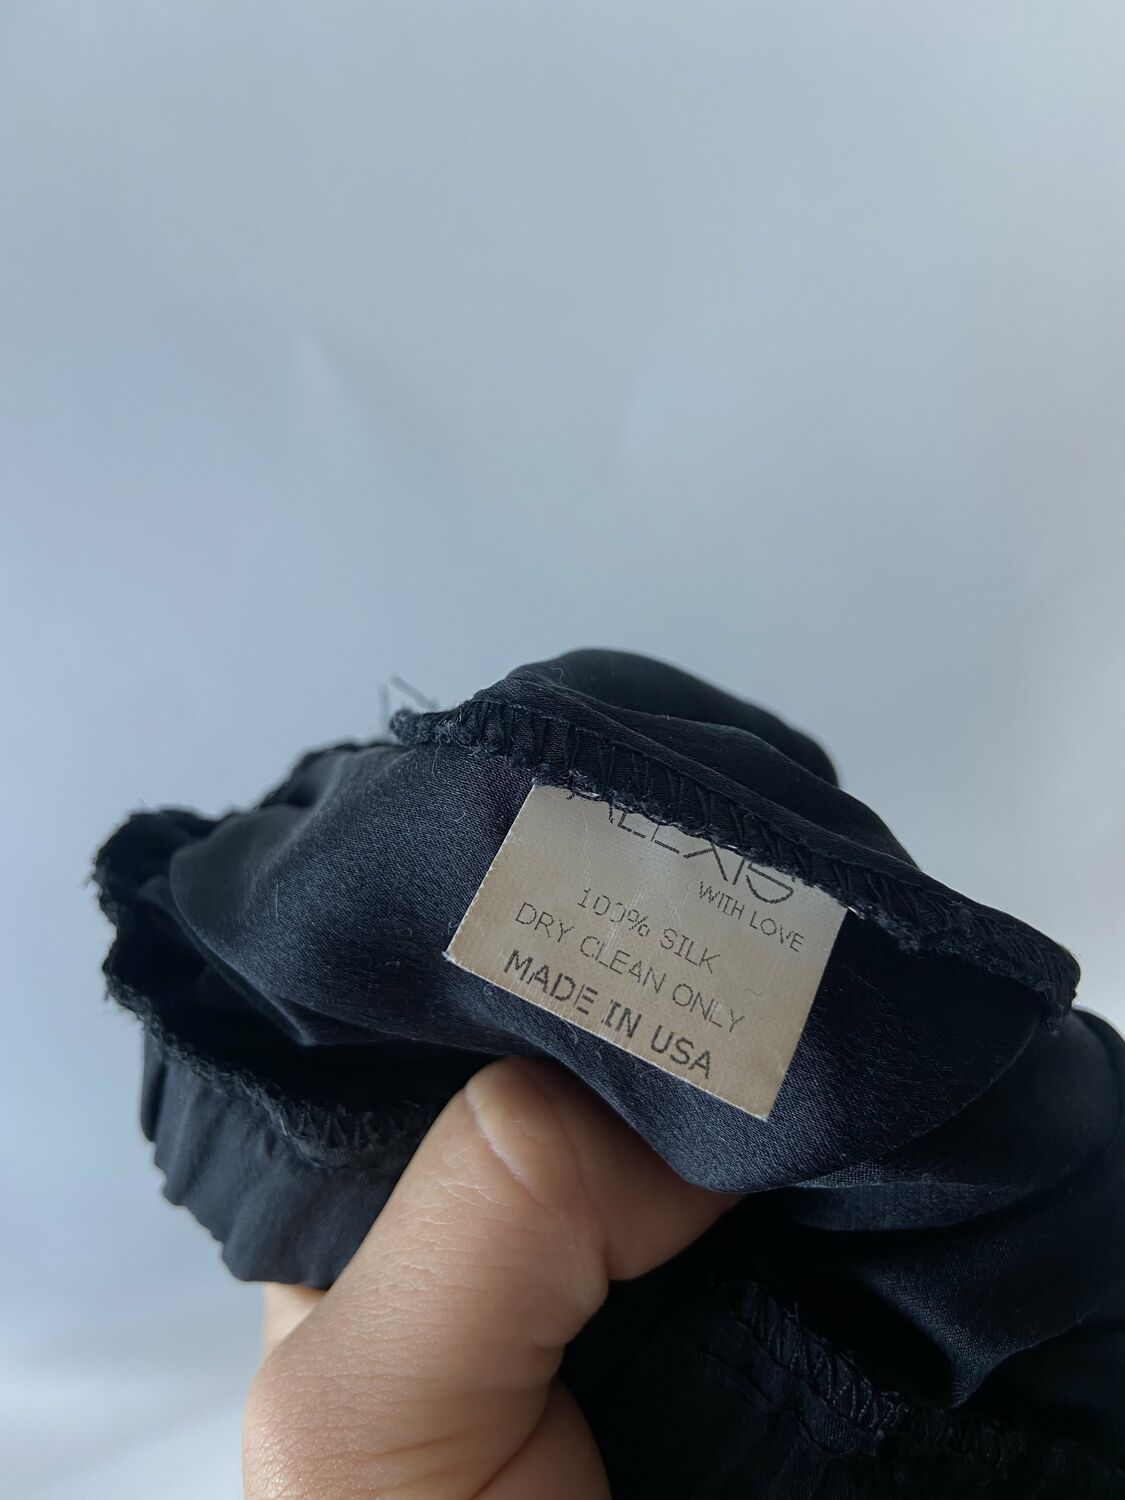 ALEXIS
WITH LOVE
100% SILK
DRY CLEAN ONLY
MADE IN USA